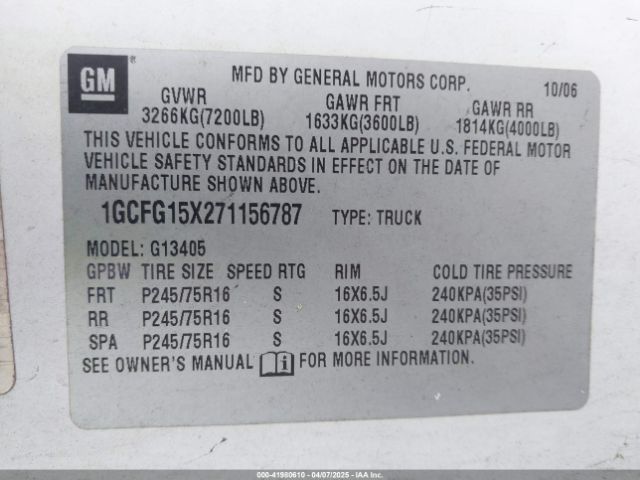 GM
MFD BY GENERAL MOTORS CORP.
10/06
GVWR GAWR FRT GAWR RR
3266KG(7200LB) 1633KG(3600LB) 1814KG(4000LB)
THIS VEHICLE CONFORMS TO ALL APPLICABLE U.S. FEDERAL MOTOR
VEHICLE SAFETY STANDARDS IN EFFECT ON THE DATE OF
MANUFACTURE SHOWN ABOVE.
1GCFG15X271156787 TYPE: TRUCK
MODEL: G13405
GPBW TIRE SIZE SPEED RTG RIM COLD TIRE PRESSURE
FRT P245/75R16 S 16X6.5J 240KPA(35PSI)
RR P245/75R16 S 16X6.5J 240KPA(35PSI)
SPA P245/75R16 S 16X6.5J 240KPA(35PSI)
SEE OWNER'S MANUAL i FOR MORE INFORMATION.
000-41980610 - 04/07/2025 - COPART, IAA